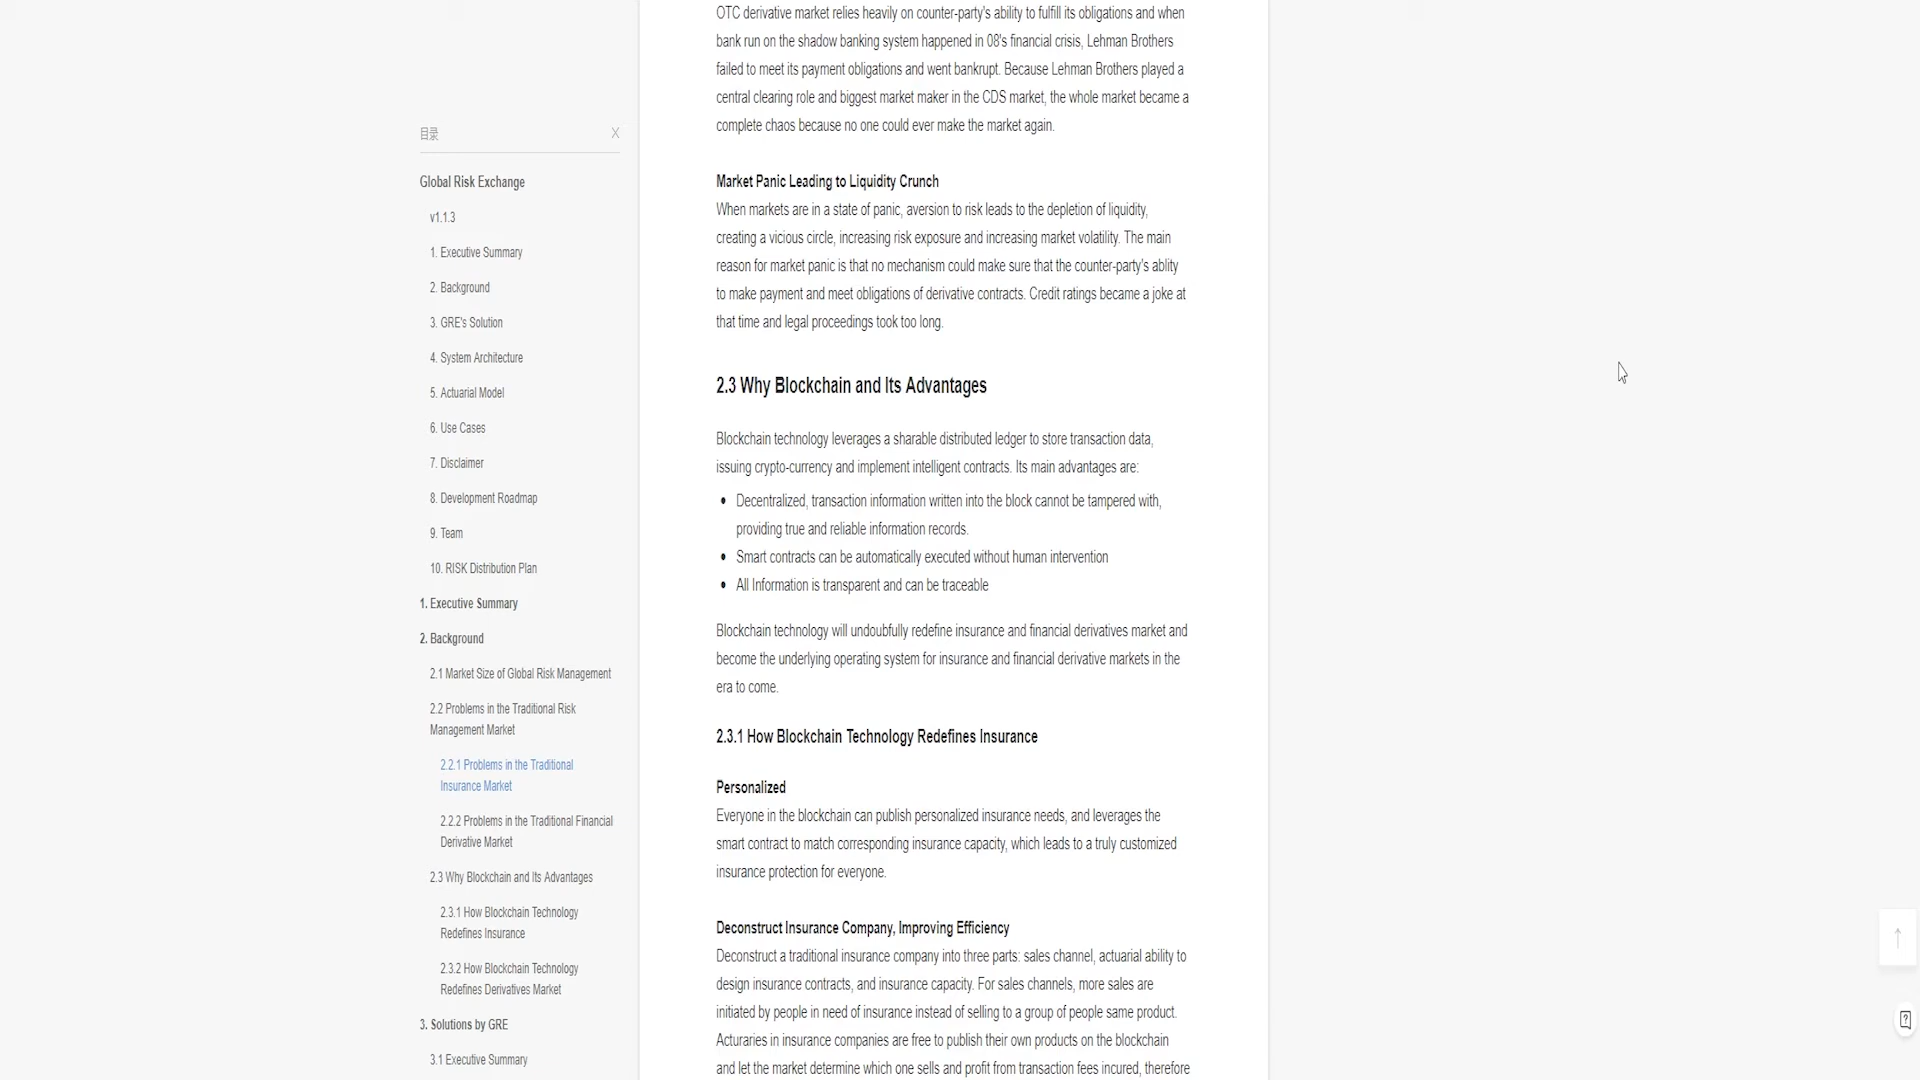 目录
X
Global Risk Exchange
v1.1.3
1. Executive Summary
2. Background
3. GRE's Solution
4. System Architecture
5. Actuarial Model
6. Use Cases
7. Disclaimer
8. Development Roadmap
9. Team
10. RISK Distribution Plan
1. Executive Summary
2. Background
2.1 Market Size of Global Risk Management
2.2 Problems in the Traditional Risk
Management Market
2.2.1 Problems in the Traditional
Insurance Market
2.2.2 Problems in the Traditional Financial
Derivative Market
2.3 Why Blockchain and Its Advantages
2.3.1 How Blockchain Technology
Redefines Insurance
2.3.2 How Blockchain Technology
Redefines Derivatives Market
3. Solutions by GRE
3.1 Executive Summary
OTC derivative market relies heavily on counter-party's ability to fulfill its obligations and when
bank run on the shadow banking system happened in 08's financial crisis, Lehman Brothers
failed to meet its payment obligations and went bankrupt. Because Lehman Brothers played a
central clearing role and biggest market maker in the CDS market, the whole market became a
complete chaos because no one could ever make the market again.
Market Panic Leading to Liquidity Crunch
When markets are in a state of panic, aversion to risk leads to the depletion of liquidity,
creating a vicious circle, increasing risk exposure and increasing market volatility. The main
reason for market panic is that no mechanism could make sure that the counter-party's ablity
to make payment and meet obligations of derivative contracts. Credit ratings became a joke at
that time and legal proceedings took too long.
2.3 Why Blockchain and Its Advantages
Blockchain technology leverages a sharable distributed ledger to store transaction data,
issuing crypto-currency and implement intelligent contracts. Its main advantages are:
• Decentralized, transaction information written into the block cannot be tampered with,
providing true and reliable information records.
• Smart contracts can be automatically executed without human intervention
• All Information is transparent and can be traceable
Blockchain technology will undoubfully redefine insurance and financial derivatives market and
become the underlying operating system for insurance and financial derivative markets in the
era to come.
2.3.1 How Blockchain Technology Redefines Insurance
Personalized
Everyone in the blockchain can publish personalized insurance needs, and leverages the
smart contract to match corresponding insurance capacity, which leads to a truly customized
insurance protection for everyone.
Deconstruct Insurance Company, Improving Efficiency
Deconstruct a traditional insurance company into three parts: sales channel, actuarial ability to
design insurance contracts, and insurance capacity. For sales channels, more sales are
initiated by people in need of insurance instead of selling to a group of people same product.
Acturaries in insurance companies are free to publish their own products on the blockchain
and let the market determine which one sells and profit from transaction fees incured, therefore